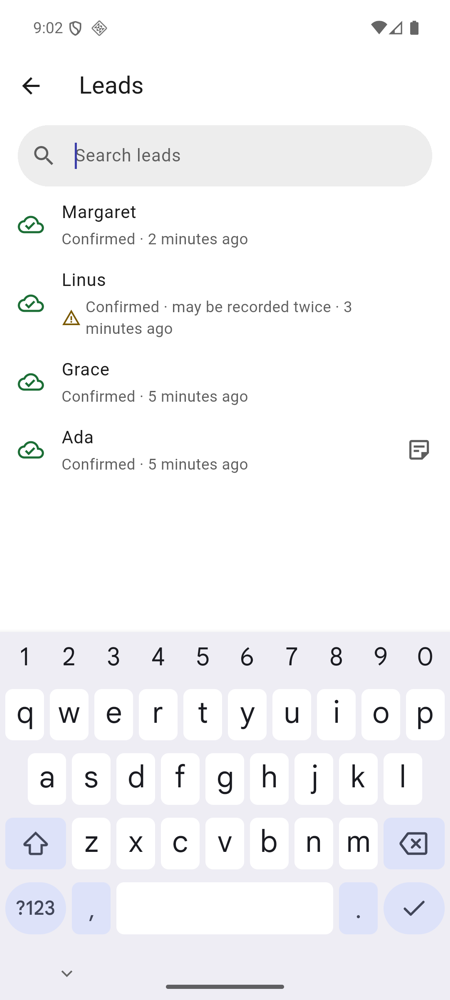 9:02
Leads
Search leads
Margaret
Confirmed · 2 minutes ago
Linus
Confirmed · may be recorded twice · 3
minutes ago
Grace
Confirmed · 5 minutes ago
Ada
Confirmed · 5 minutes ago
1 2 3 4 5 6 7 8 9 0
q w e r t y u i o p
a s d f g h j k l
z x c v b n m
?123 , .